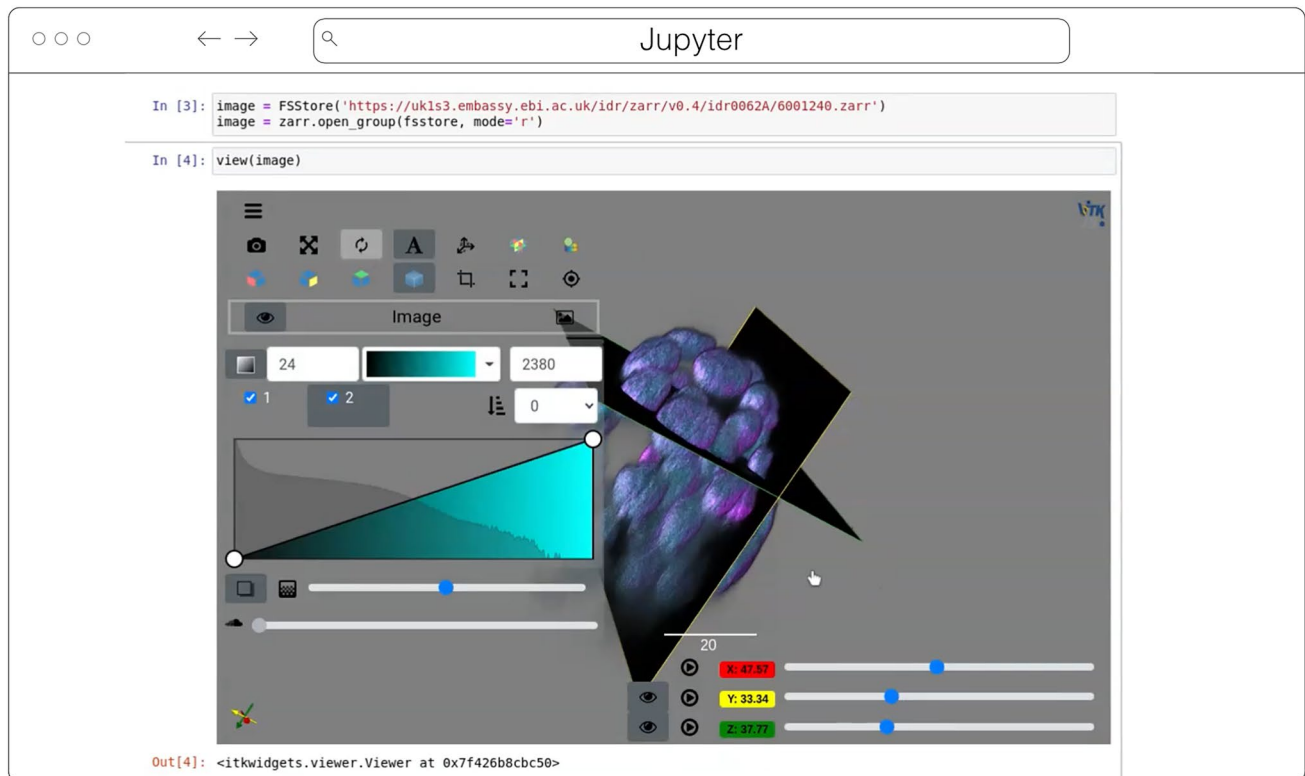 Jupyter
In [3]: image = FSStore('https://uk1s3.embassy.ebi.ac.uk/idr/zarr/v0.4/idr0062A/6001240.zarr')
image = zarr.open_group(fsstore, mode='r')
In [4]: view(image)
A
Image
24
2380
1
2
0
20
X: 47.57
Y: 33.34
Z: 37.77
Out[4]: <itkwidgets.viewer.Viewer at 0x7f426b8cbc50>